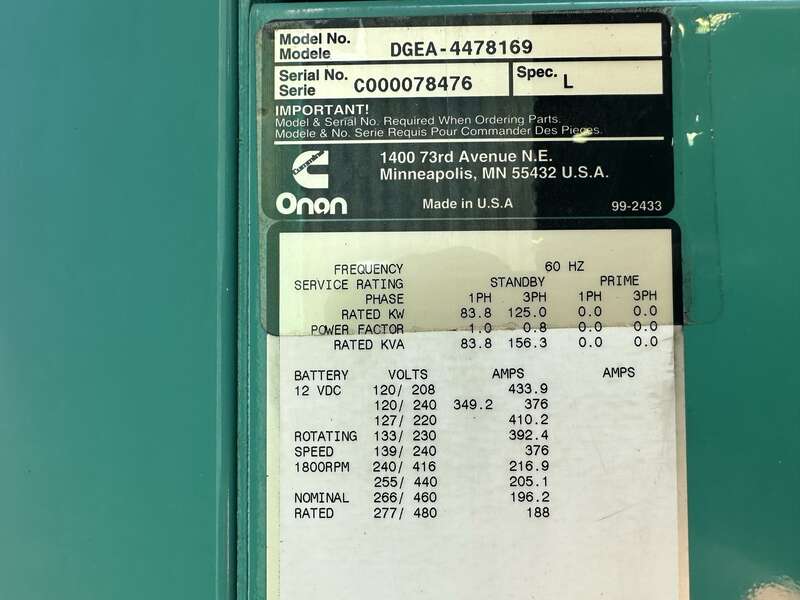 Model No. DGEA-4478169
Modele
Serial No. C000078476 Spec. L
Serie
IMPORTANT!
Model & Serial No. Required When Ordering Parts.
Modele & No. Serie Requis Pour Commander Des Pieces.
Cummins 1400 73rd Avenue N.E.
Minneapolis, MN 55432 U.S.A.
Onan Made in U.S.A 99-2433
FREQUENCY 60 HZ
SERVICE RATING STANDBY PRIME
PHASE 1PH 3PH 1PH 3PH
RATED KW 83.8 125.0 0.0 0.0
POWER FACTOR 1.0 0.8 0.0 0.0
RATED KVA 83.8 156.3 0.0 0.0
BATTERY VOLTS AMPS AMPS
12 VDC 120/ 208 433.9
120/ 240 349.2 376
127/ 220 410.2
ROTATING 133/ 230 392.4
SPEED 139/ 240 376
1800RPM 240/ 416 216.9
255/ 440 205.1
NOMINAL 266/ 460 196.2
RATED 277/ 480 188